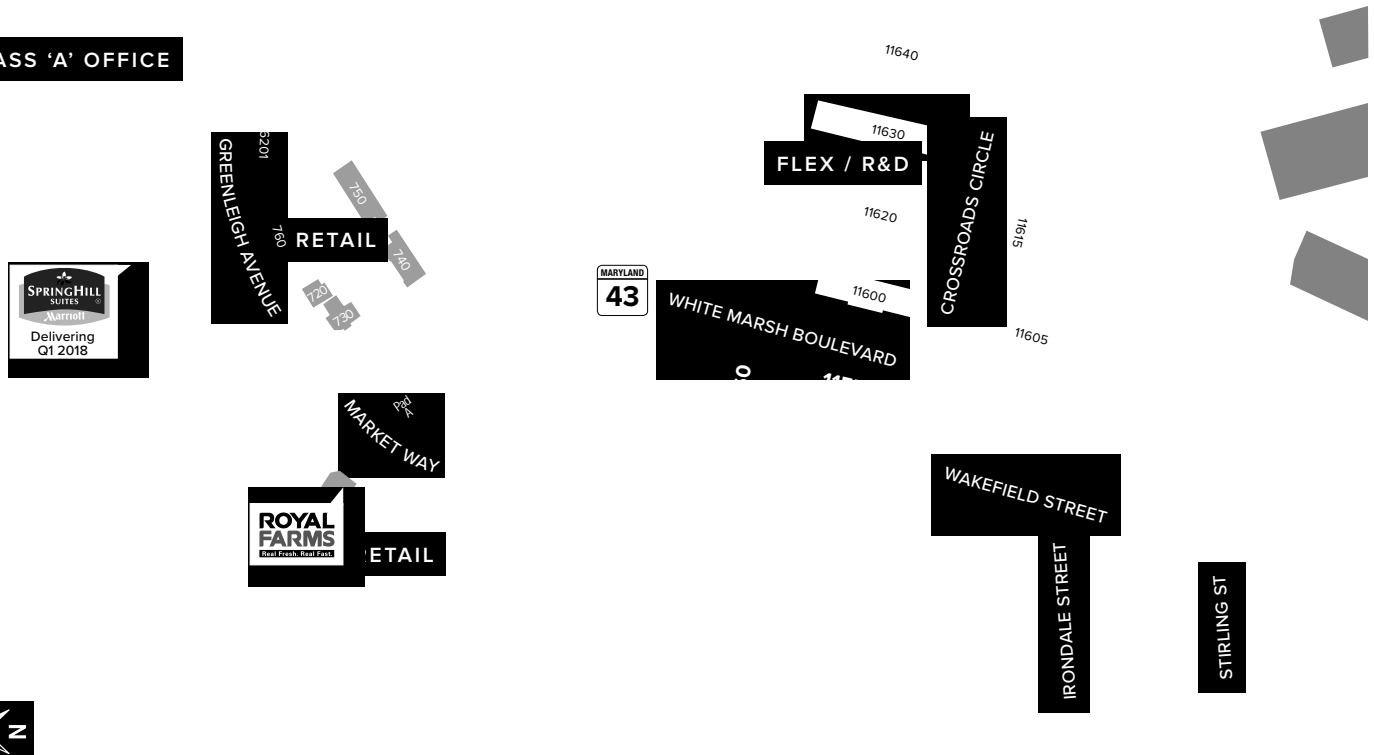 ASS ‘A’ OFFICE
11640
11630
FLEX / R&D
CROSSROADS CIRCLE
11620
11615
11605
6201
GREENLEIGH AVENUE
750
760
RETAIL
740
720
730
SPRINGHILL
SUITES
®
Marriott
Delivering
Q1 2018
MARYLAND
43
11600
WHITE MARSH BOULEVARD
Pad
A
MARKET WAY
ROYAL
FARMS
Real Fresh. Real Fast.
ETAIL
WAKEFIELD STREET
IRONDALE STREET
STIRLING ST
N